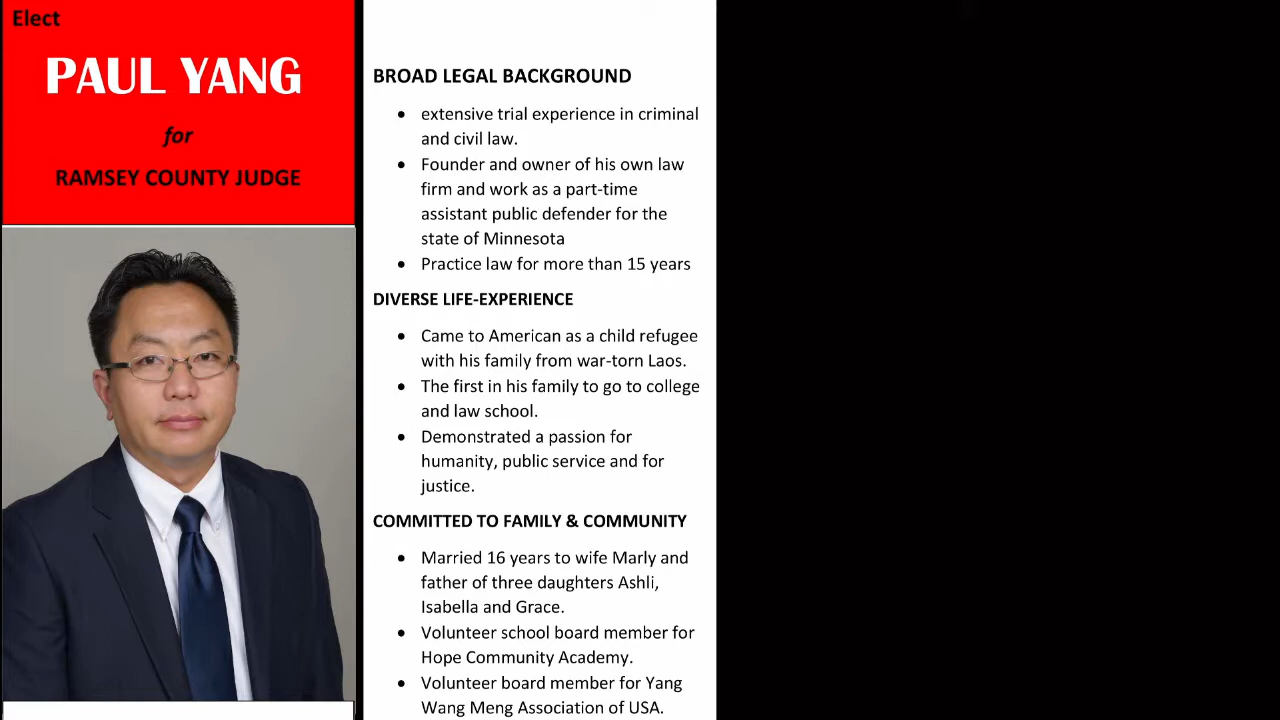 Elect
PAUL YANG
for
RAMSEY COUNTY JUDGE
BROAD LEGAL BACKGROUND
• extensive trial experience in criminal
and civil law.
• Founder and owner of his own law
firm and work as a part-time
assistant public defender for the
state of Minnesota
• Practice law for more than 15 years
DIVERSE LIFE-EXPERIENCE
• Came to American as a child refugee
with his family from war-torn Laos.
• The first in his family to go to college
and law school.
• Demonstrated a passion for
humanity, public service and for
justice.
COMMITTED TO FAMILY & COMMUNITY
• Married 16 years to wife Marly and
father of three daughters Ashli,
Isabella and Grace.
• Volunteer school board member for
Hope Community Academy.
• Volunteer board member for Yang
Wang Meng Association of USA.